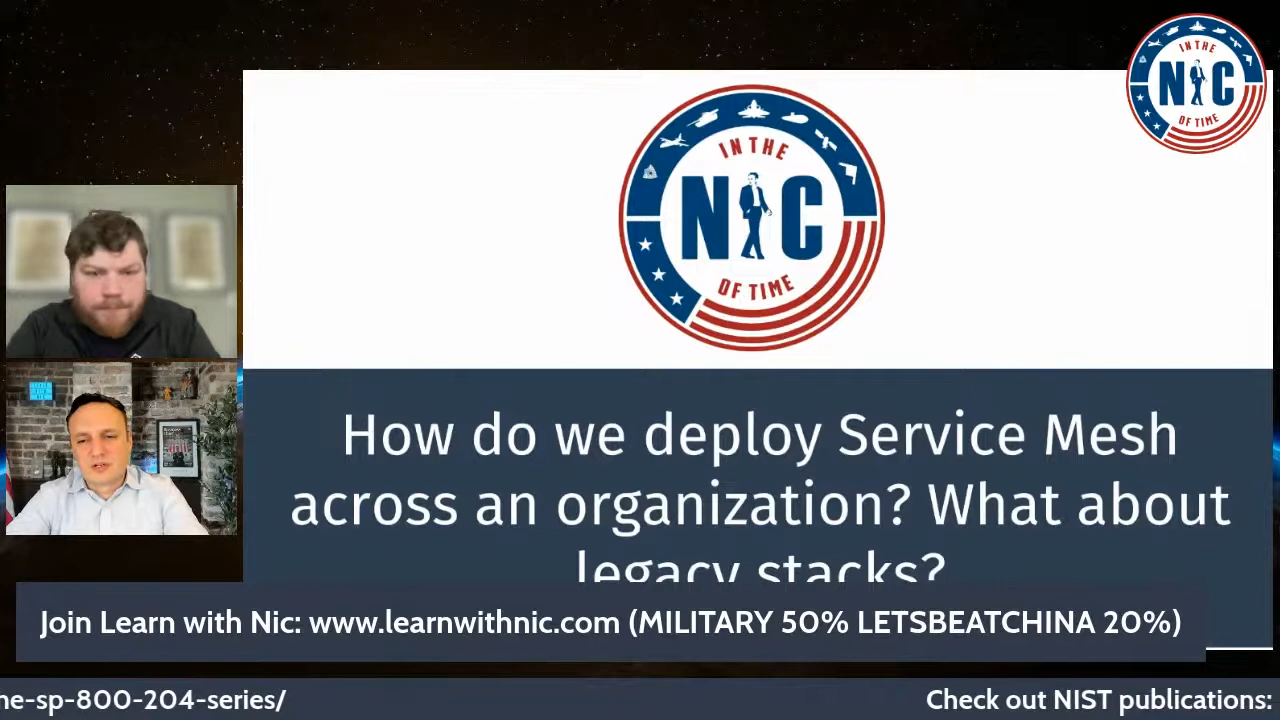 IN THE
NIC
OF TIME
IN THE
NIC
OF TIME
How do we deploy Service Mesh
across an organization? What about
legacy stacks?
Join Learn with Nic: www.learnwithnic.com (MILITARY 50% LETSBEATCHINA 20%)
ne-sp-800-204-series/
Check out NIST publications: